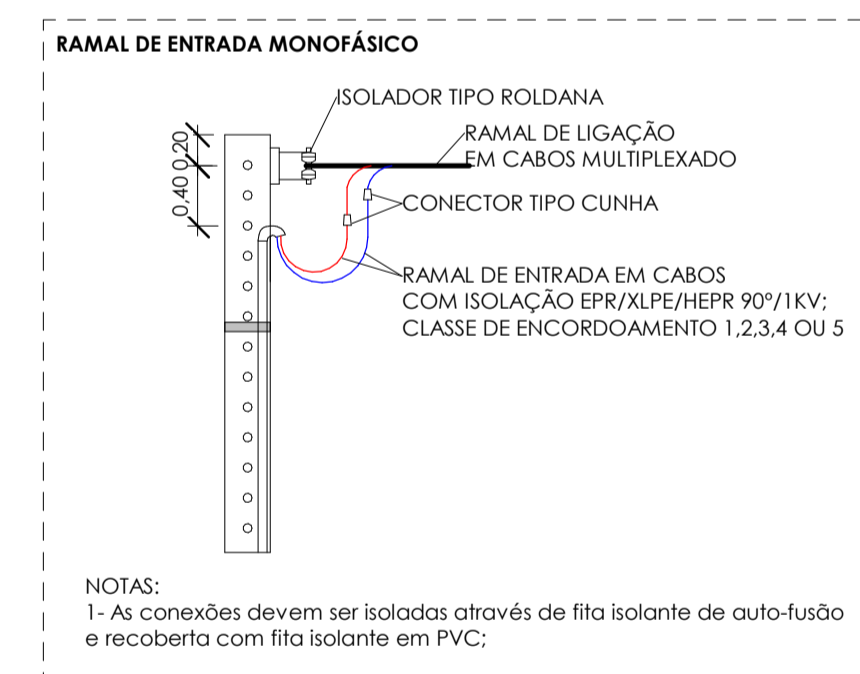 RAMAL DE ENTRADA MONOFÁSICO
ISOLADOR TIPO ROLDANA
0,20
RAMAL DE LIGAÇÃO
EM CABOS MULTIPLEXADO
0,40
CONECTOR TIPO CUNHA
RAMAL DE ENTRADA EM CABOS
COM ISOLAÇÃO EPR/XLPE/HEPR 90º/1KV;
CLASSE DE ENCORDOAMENTO 1,2,3,4 OU 5
NOTAS:
1- As conexões devem ser isoladas através de fita isolante de auto-fusão
e recoberta com fita isolante em PVC;